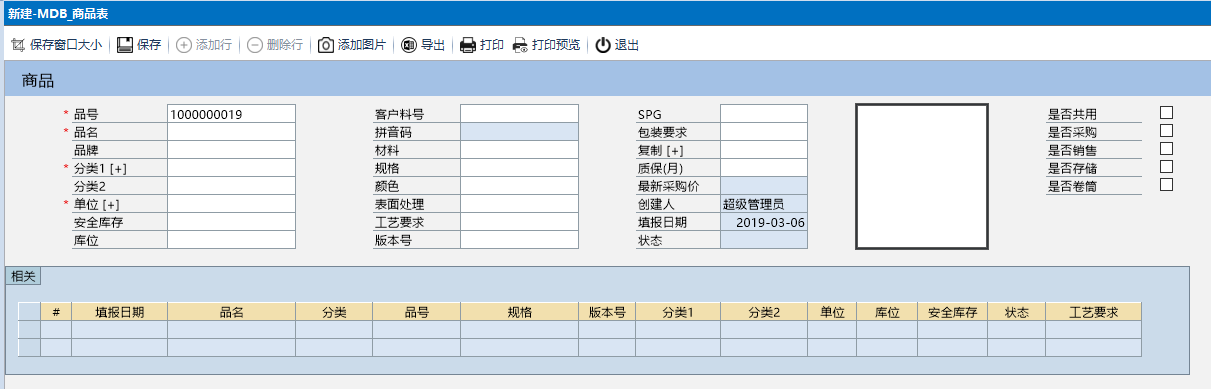 新建-MDB_商品表
保存窗口大小 保存 添加行 删除行 添加图片 导出 打印 打印预览 退出
商品
* 品号 1000000019 客户料号 SPG 是否共用
* 品名 拼音码 包装要求 是否采购
品牌 材料 复制 [+] 是否销售
* 分类1 [+] 规格 质保(月) 是否存储
分类2 颜色 最新采购价 是否卷筒
* 单位 [+] 表面处理 创建人 超级管理员
安全库存 工艺要求 填报日期 2019-03-06
库位 版本号 状态
相关
# 填报日期 品名 分类 品号 规格 版本号 分类1 分类2 单位 库位 安全库存 状态 工艺要求